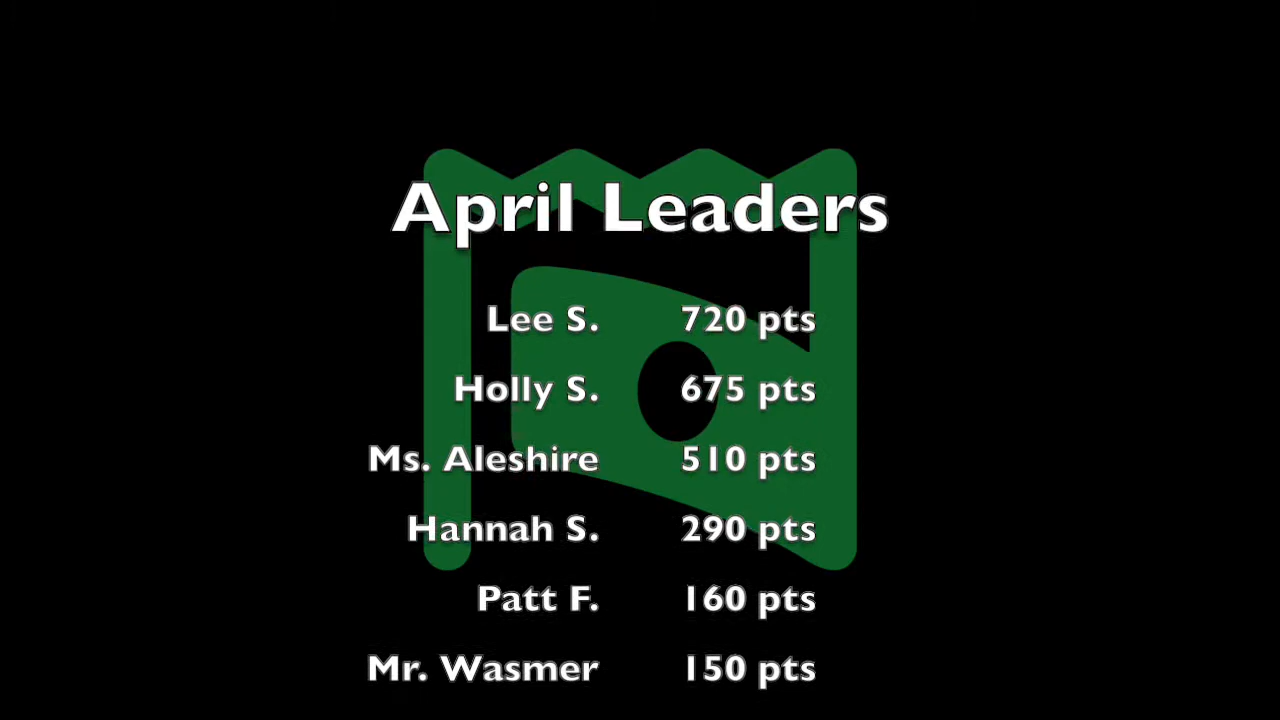 April Leaders
Lee S. 720 pts
Holly S. 675 pts
Ms. Aleshire 510 pts
Hannah S. 290 pts
Patt F. 160 pts
Mr. Wasmer 150 pts